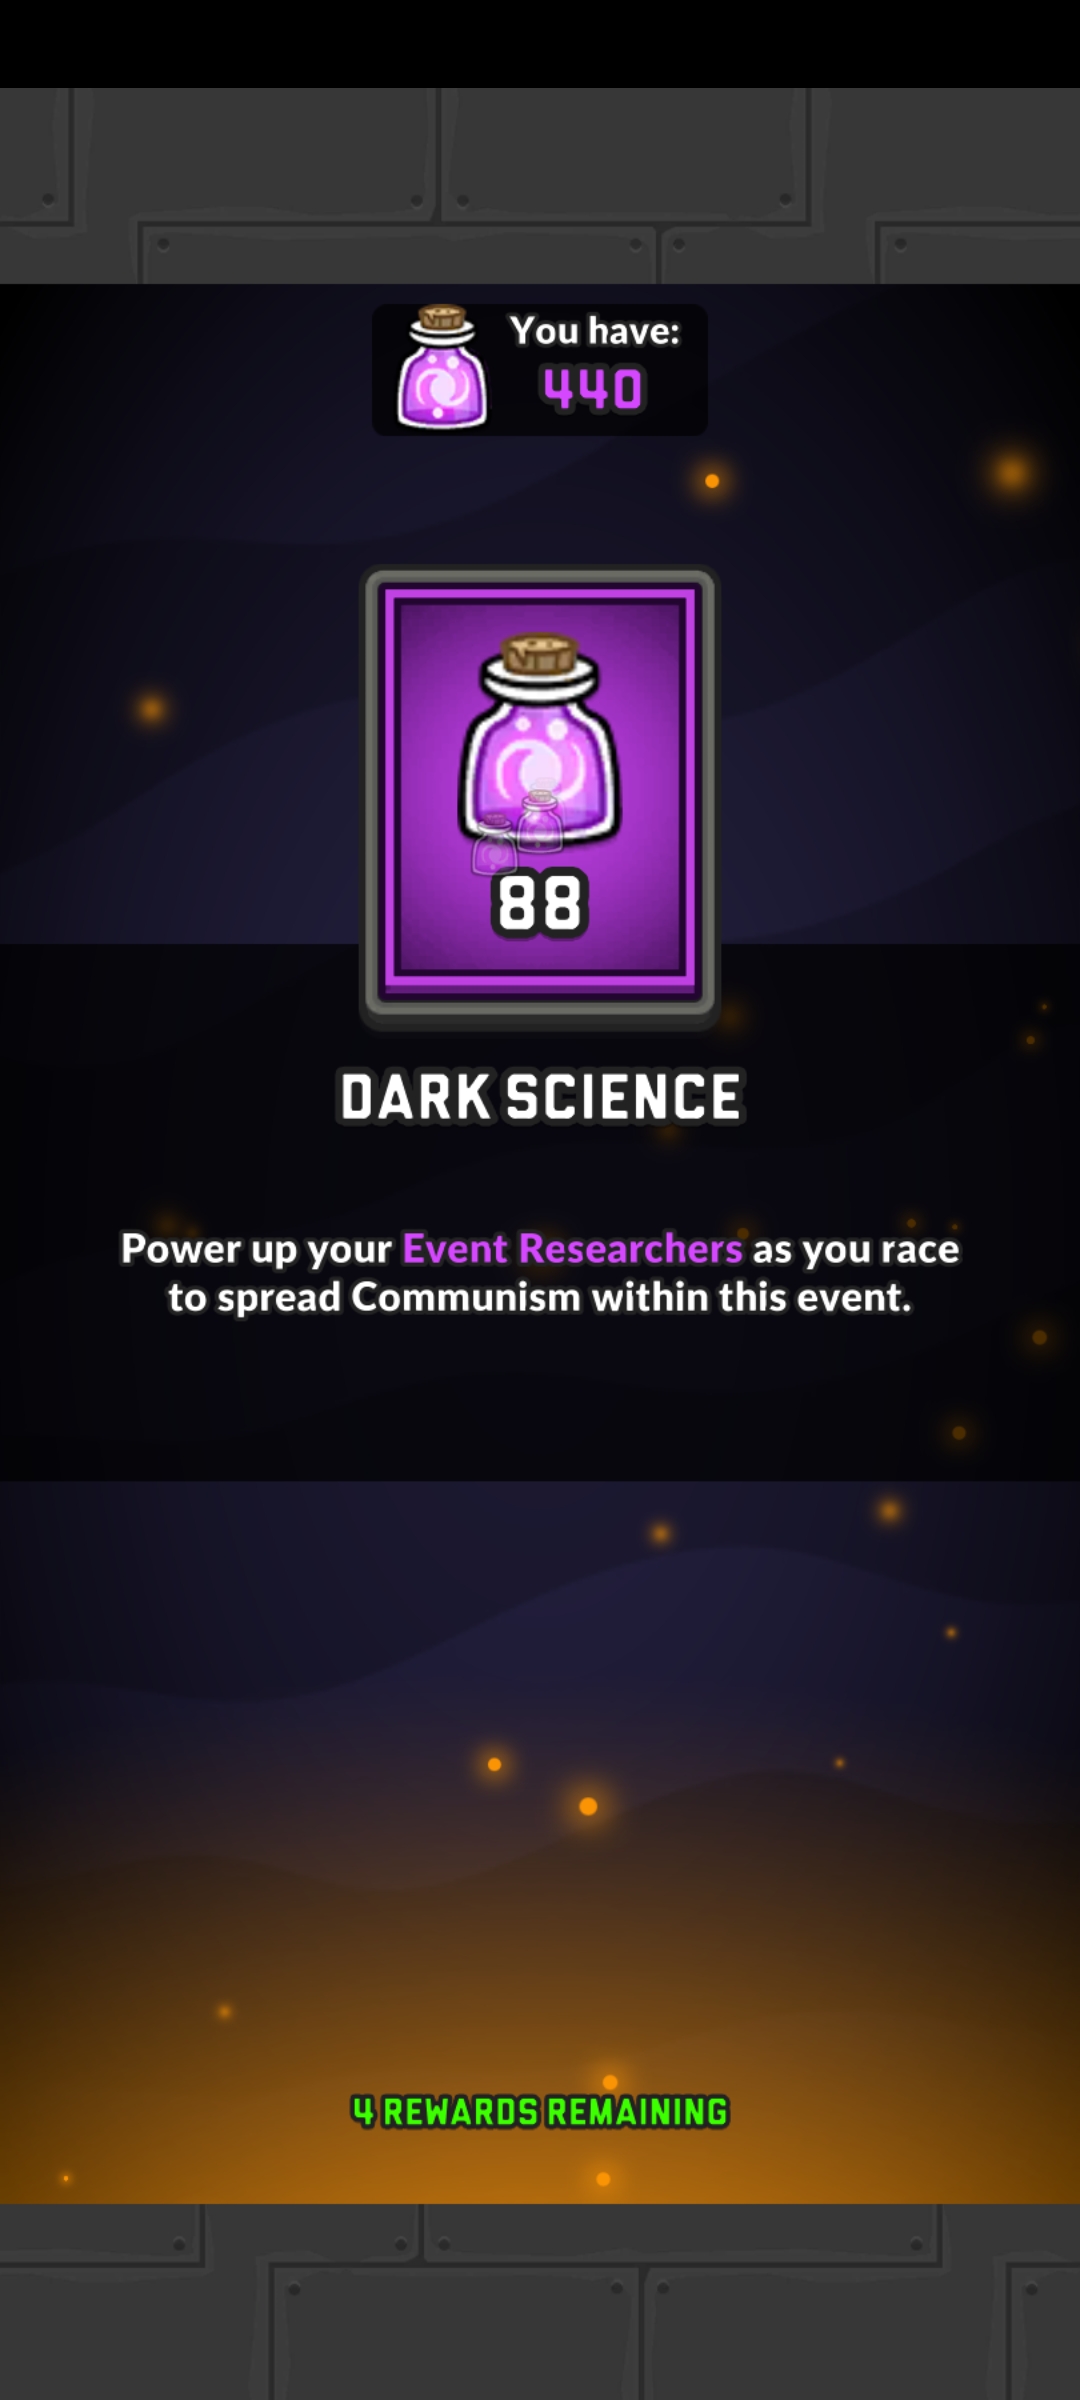 You have:
440
88
DARK SCIENCE
Power up your Event Researchers as you race
to spread Communism within this event.
4 REWARDS REMAINING